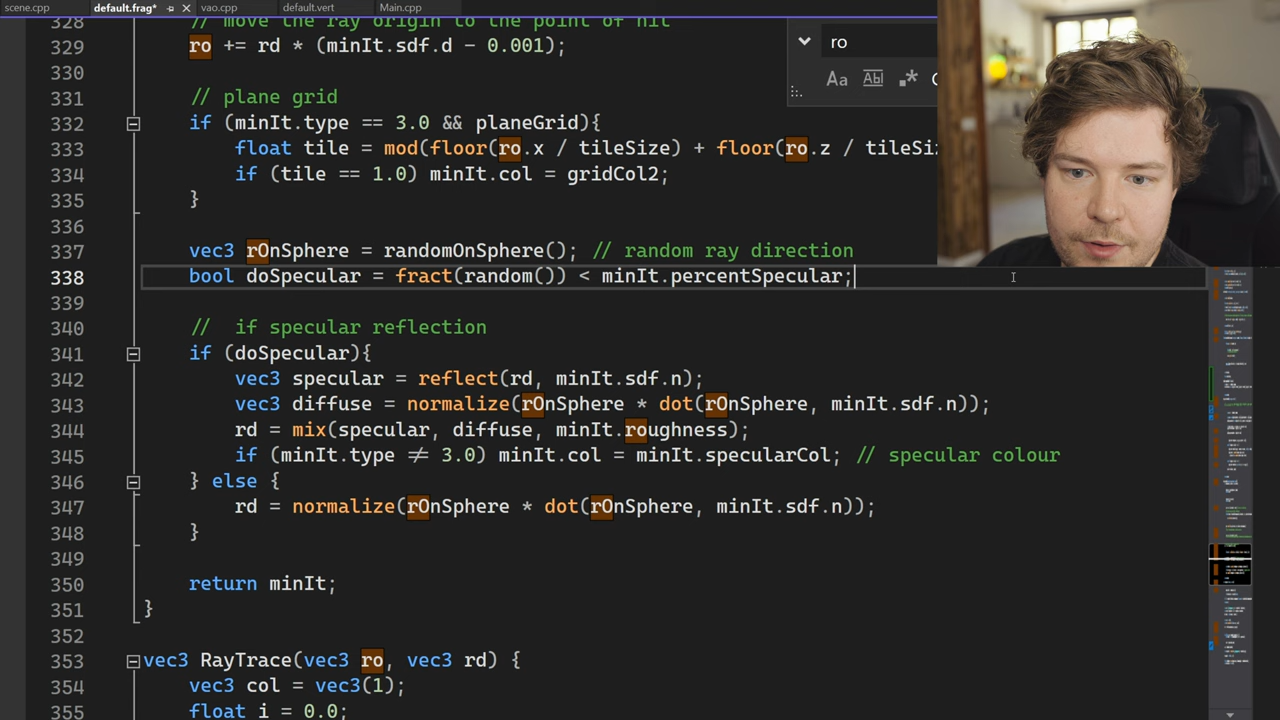 scene.cpp default.frag* vao.cpp default.vert Main.cpp
328 // move the ray origin to the point of hit
329 ro += rd * (minIt.sdf.d - 0.001);
ro
330
331 // plane grid
332 if (minIt.type == 3.0 && planeGrid){
333 float tile = mod(floor(ro.x / tileSize) + floor(ro.z / tileSi
334 if (tile == 1.0) minIt.col = gridCol2;
335 }
336
337 vec3 rOnSphere = randomOnSphere(); // random ray direction
338 bool doSpecular = fract(random()) < minIt.percentSpecular;
339
340 //  if specular reflection
341 if (doSpecular){
342 vec3 specular = reflect(rd, minIt.sdf.n);
343 vec3 diffuse = normalize(rOnSphere * dot(rOnSphere, minIt.sdf.n));
344 rd = mix(specular, diffuse, minIt.roughness);
345 if (minIt.type ≠ 3.0) minIt.col = minIt.specularCol; // specular colour
346 } else {
347 rd = normalize(rOnSphere * dot(rOnSphere, minIt.sdf.n));
348 }
349
350 return minIt;
351 }
352
353 vec3 RayTrace(vec3 ro, vec3 rd) {
354 vec3 col = vec3(1);
355 float i = 0.0;